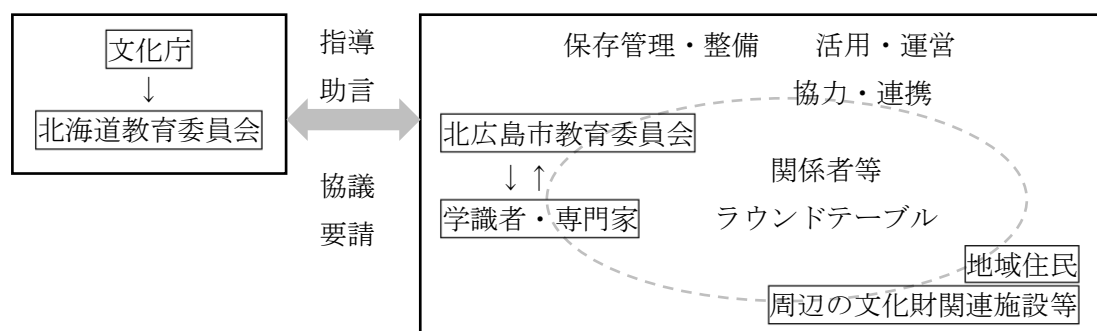 文化庁
↓
北海道教育委員会
指導
助言
協議
要請
保存管理・整備　活用・運営
協力・連携
北広島市教育委員会
↓ ↑
学識者・専門家
関係者等
ラウンドテーブル
地域住民
周辺の文化財関連施設等